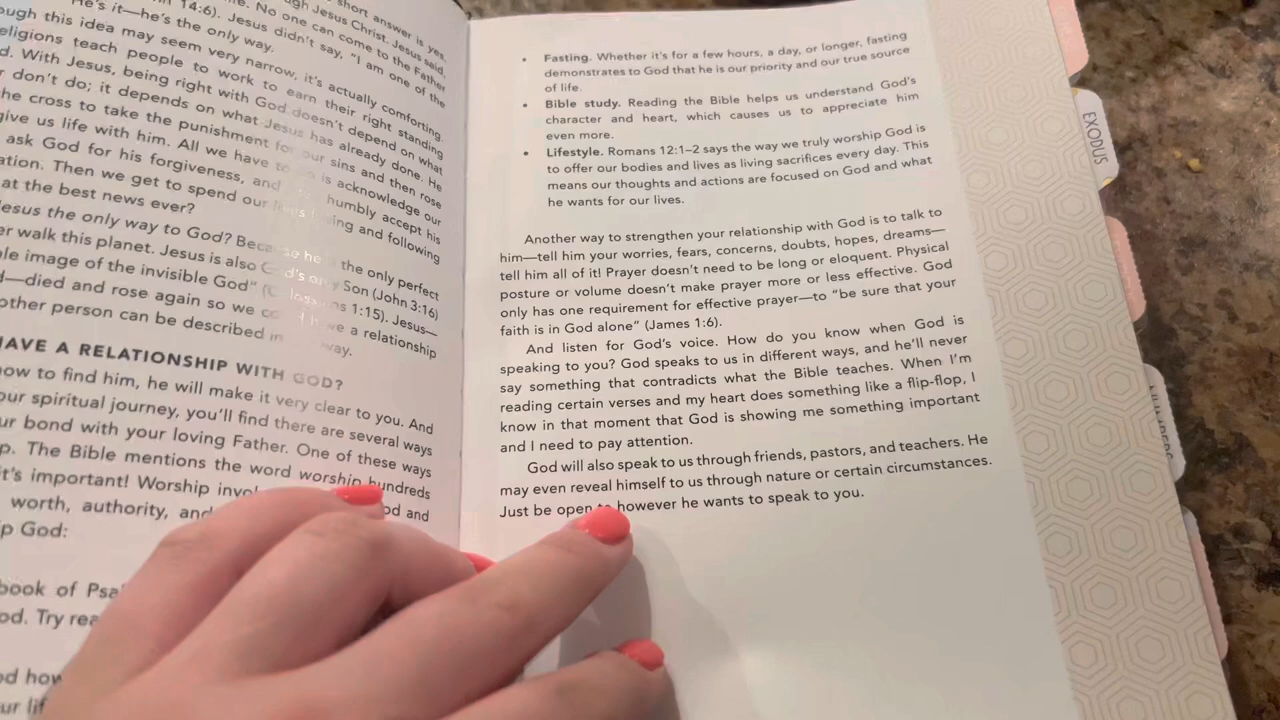 short answer is yes.
gh Jesus Christ. Jesus said,
14:6). No one can come to the Father
He's it—he's the only way. Jesus didn't say, "I am one of the
ough this idea may seem very narrow, it's actually comforting.
eligions teach people to work to earn their right standing
d. With Jesus, being right with God doesn't depend on what
don't do; it depends on what Jesus has already done. He
he cross to take the punishment for our sins and then rose
give us life with him. All we have to is acknowledge our
ask God for his forgiveness, and humbly accept his
ation. Then we get to spend our lives loving and following
at the best news ever?
Jesus the only way to God? Because he the only perfect
er walk this planet. Jesus is also God's only Son (John 3:16)
ble image of the invisible God" (Colossians 1:15). Jesus—
d—died and rose again so we could have a relationship
other person can be described in way.
HAVE A RELATIONSHIP WITH GOD?
now to find him, he will make it very clear to you. And
our spiritual journey, you'll find there are several ways
ur bond with your loving Father. One of these ways
p. The Bible mentions the word worship hundreds
it's important! Worship invol od and
worth, authority, and
p God:
book of Psa
od. Try rea
od how
ur lif
• Fasting. Whether it's for a few hours, a day, or longer, fasting
demonstrates to God that he is our priority and our true source
of life.
• Bible study. Reading the Bible helps us understand God's
character and heart, which causes us to appreciate him
even more.
• Lifestyle. Romans 12:1–2 says the way we truly worship God is
to offer our bodies and lives as living sacrifices every day. This
means our thoughts and actions are focused on God and what
he wants for our lives.
Another way to strengthen your relationship with God is to talk to
him—tell him your worries, fears, concerns, doubts, hopes, dreams—
tell him all of it! Prayer doesn't need to be long or eloquent. Physical
posture or volume doesn't make prayer more or less effective. God
only has one requirement for effective prayer—to "be sure that your
faith is in God alone" (James 1:6).
And listen for God's voice. How do you know when God is
speaking to you? God speaks to us in different ways, and he'll never
say something that contradicts what the Bible teaches. When I'm
reading certain verses and my heart does something like a flip-flop, I
know in that moment that God is showing me something important
and I need to pay attention.
God will also speak to us through friends, pastors, and teachers. He
may even reveal himself to us through nature or certain circumstances.
Just be open to however he wants to speak to you.
EXODUS
NUMBERS